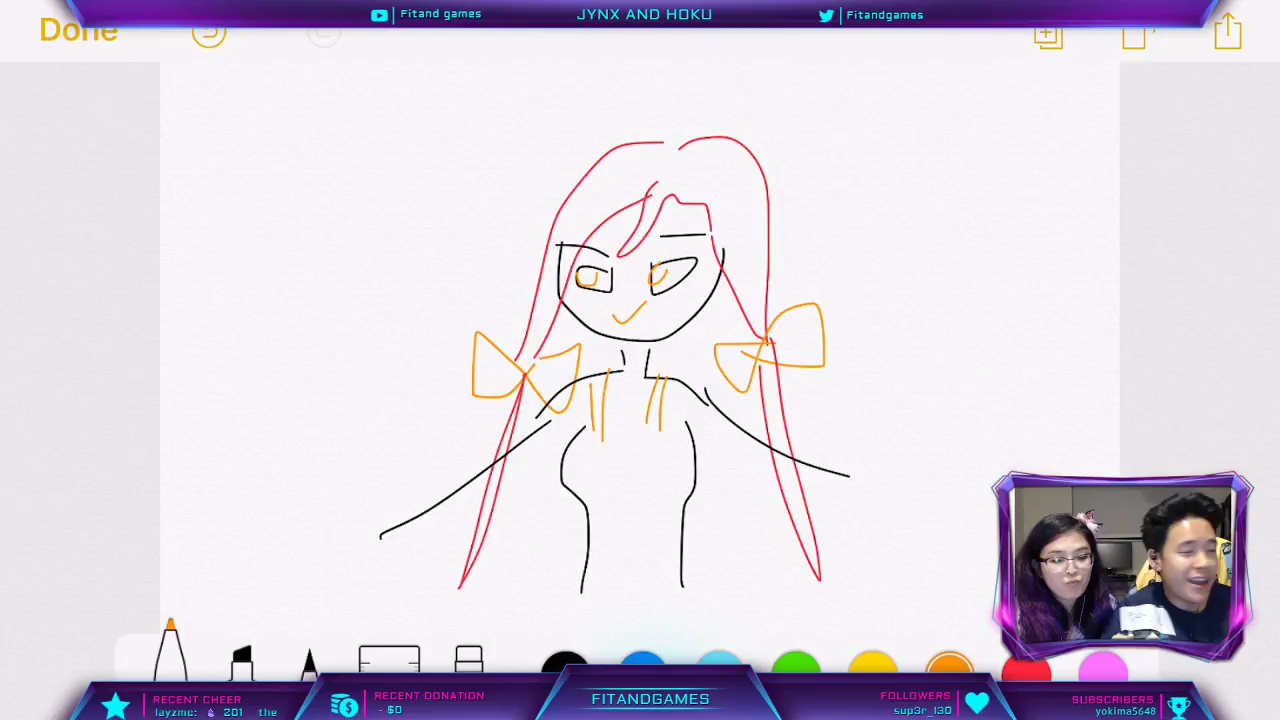 Done
Fitand games
JYNX AND HOKU
Fitandgames
RECENT CHEER
layzmc: 201 the
RECENT DONATION
- $0
FITANDGAMES
FOLLOWERS
sup3r_l30
SUBSCRIBERS
yokima5648